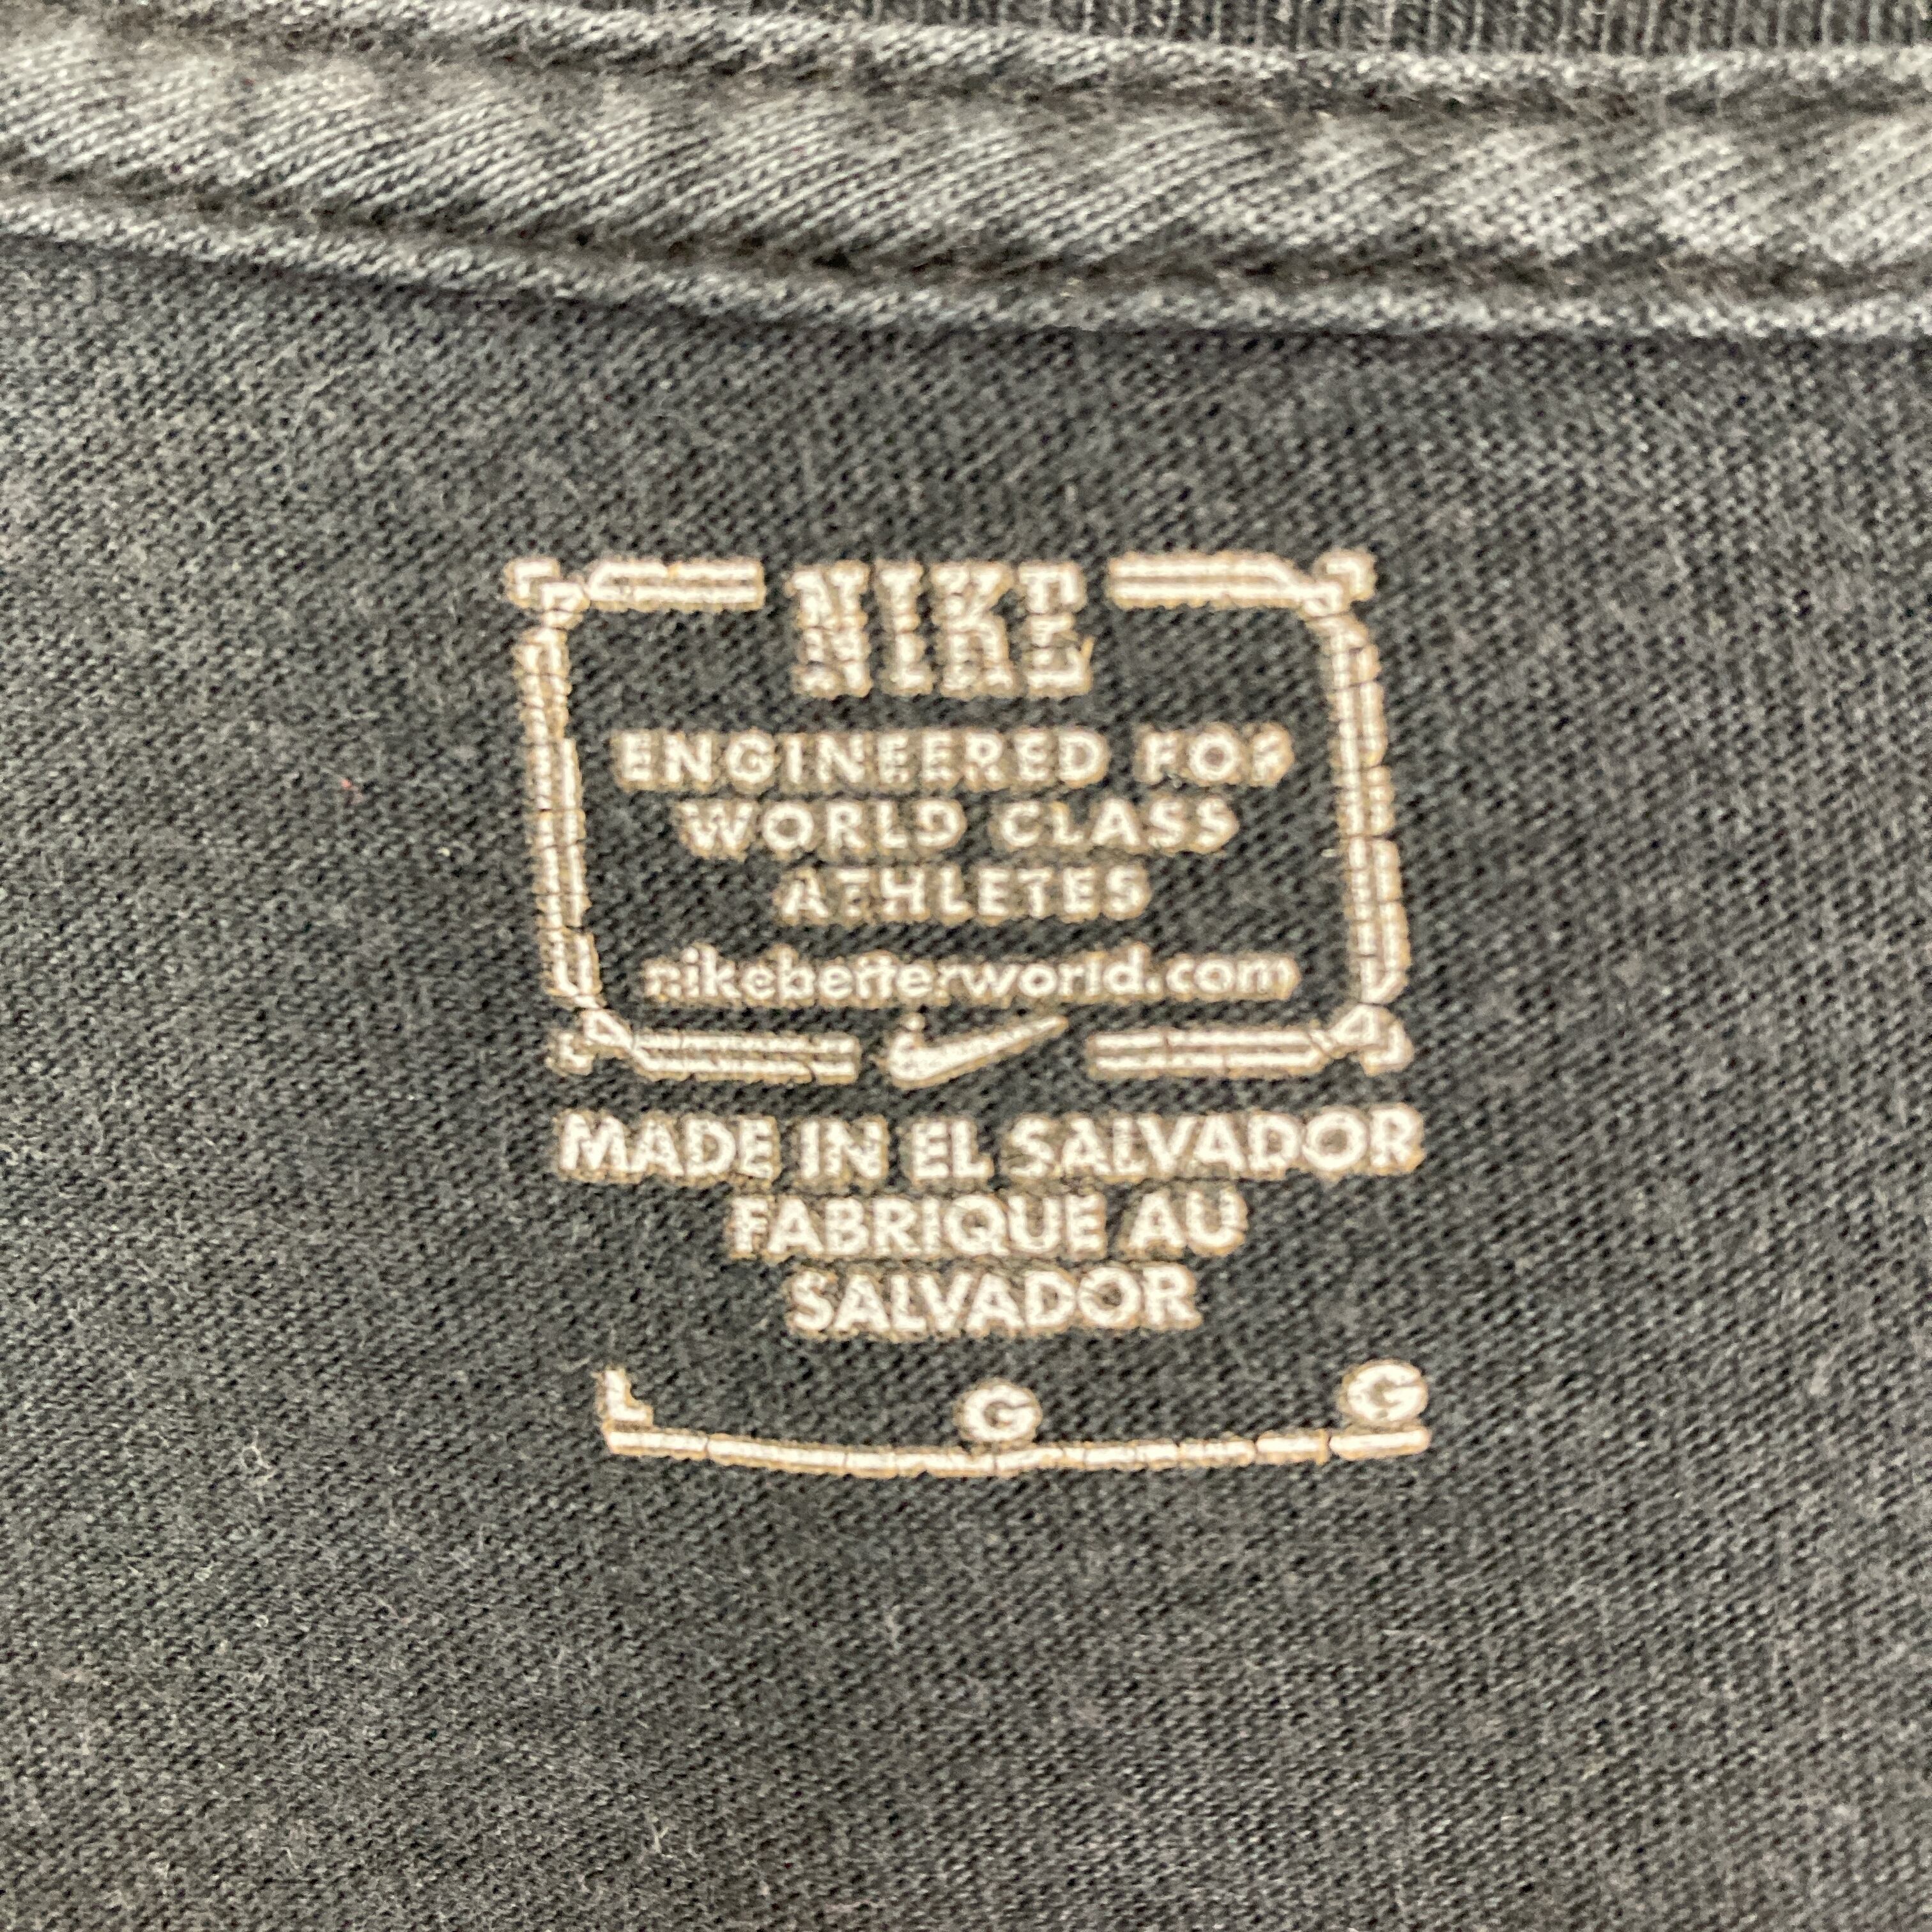 NIKE
ENGINEERED FOR
WORLD CLASS
ATHLETES
nikebetterworld.com
MADE IN EL SALVADOR
FABRIQUE AU
SALVADOR
L G G